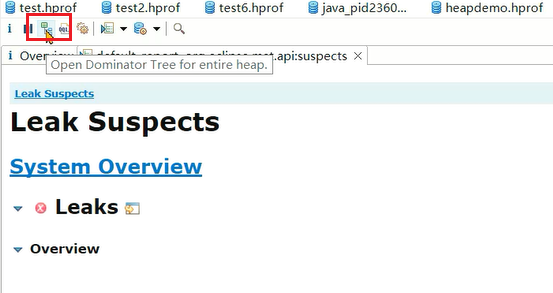 test.hprof test2.hprof test6.hprof java_pid2360... heapdemo.hprof
i OQL
i default_report org.eclipse.mat.api:suspects
Open Dominator Tree for entire heap.
Leak Suspects
Leak Suspects
System Overview
Leaks
Overview